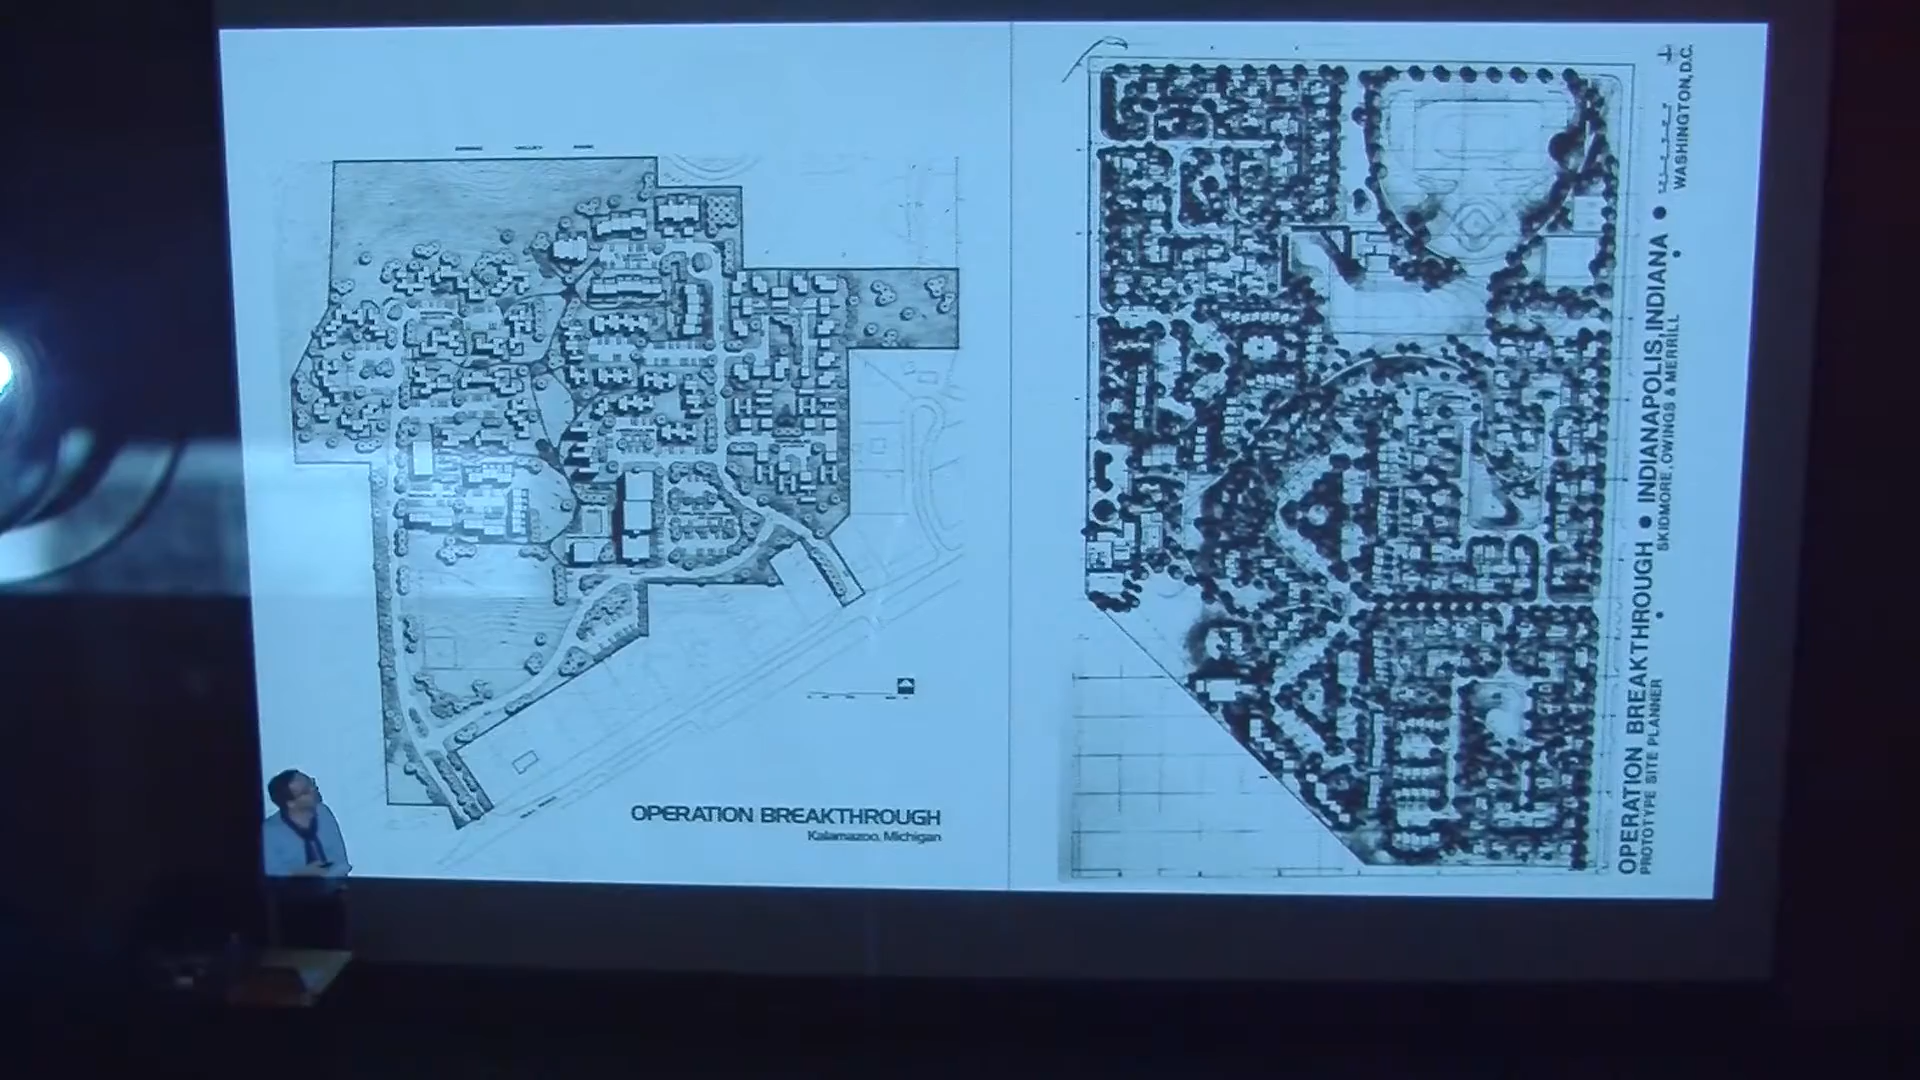 OPERATION BREAKTHROUGH
Kalamazoo, Michigan
OPERATION BREAKTHROUGH ● INDIANAPOLIS, INDIANA ●
PROTOTYPE SITE PLANNER • SKIDMORE, OWINGS & MERRILL • WASHINGTON, D.C.